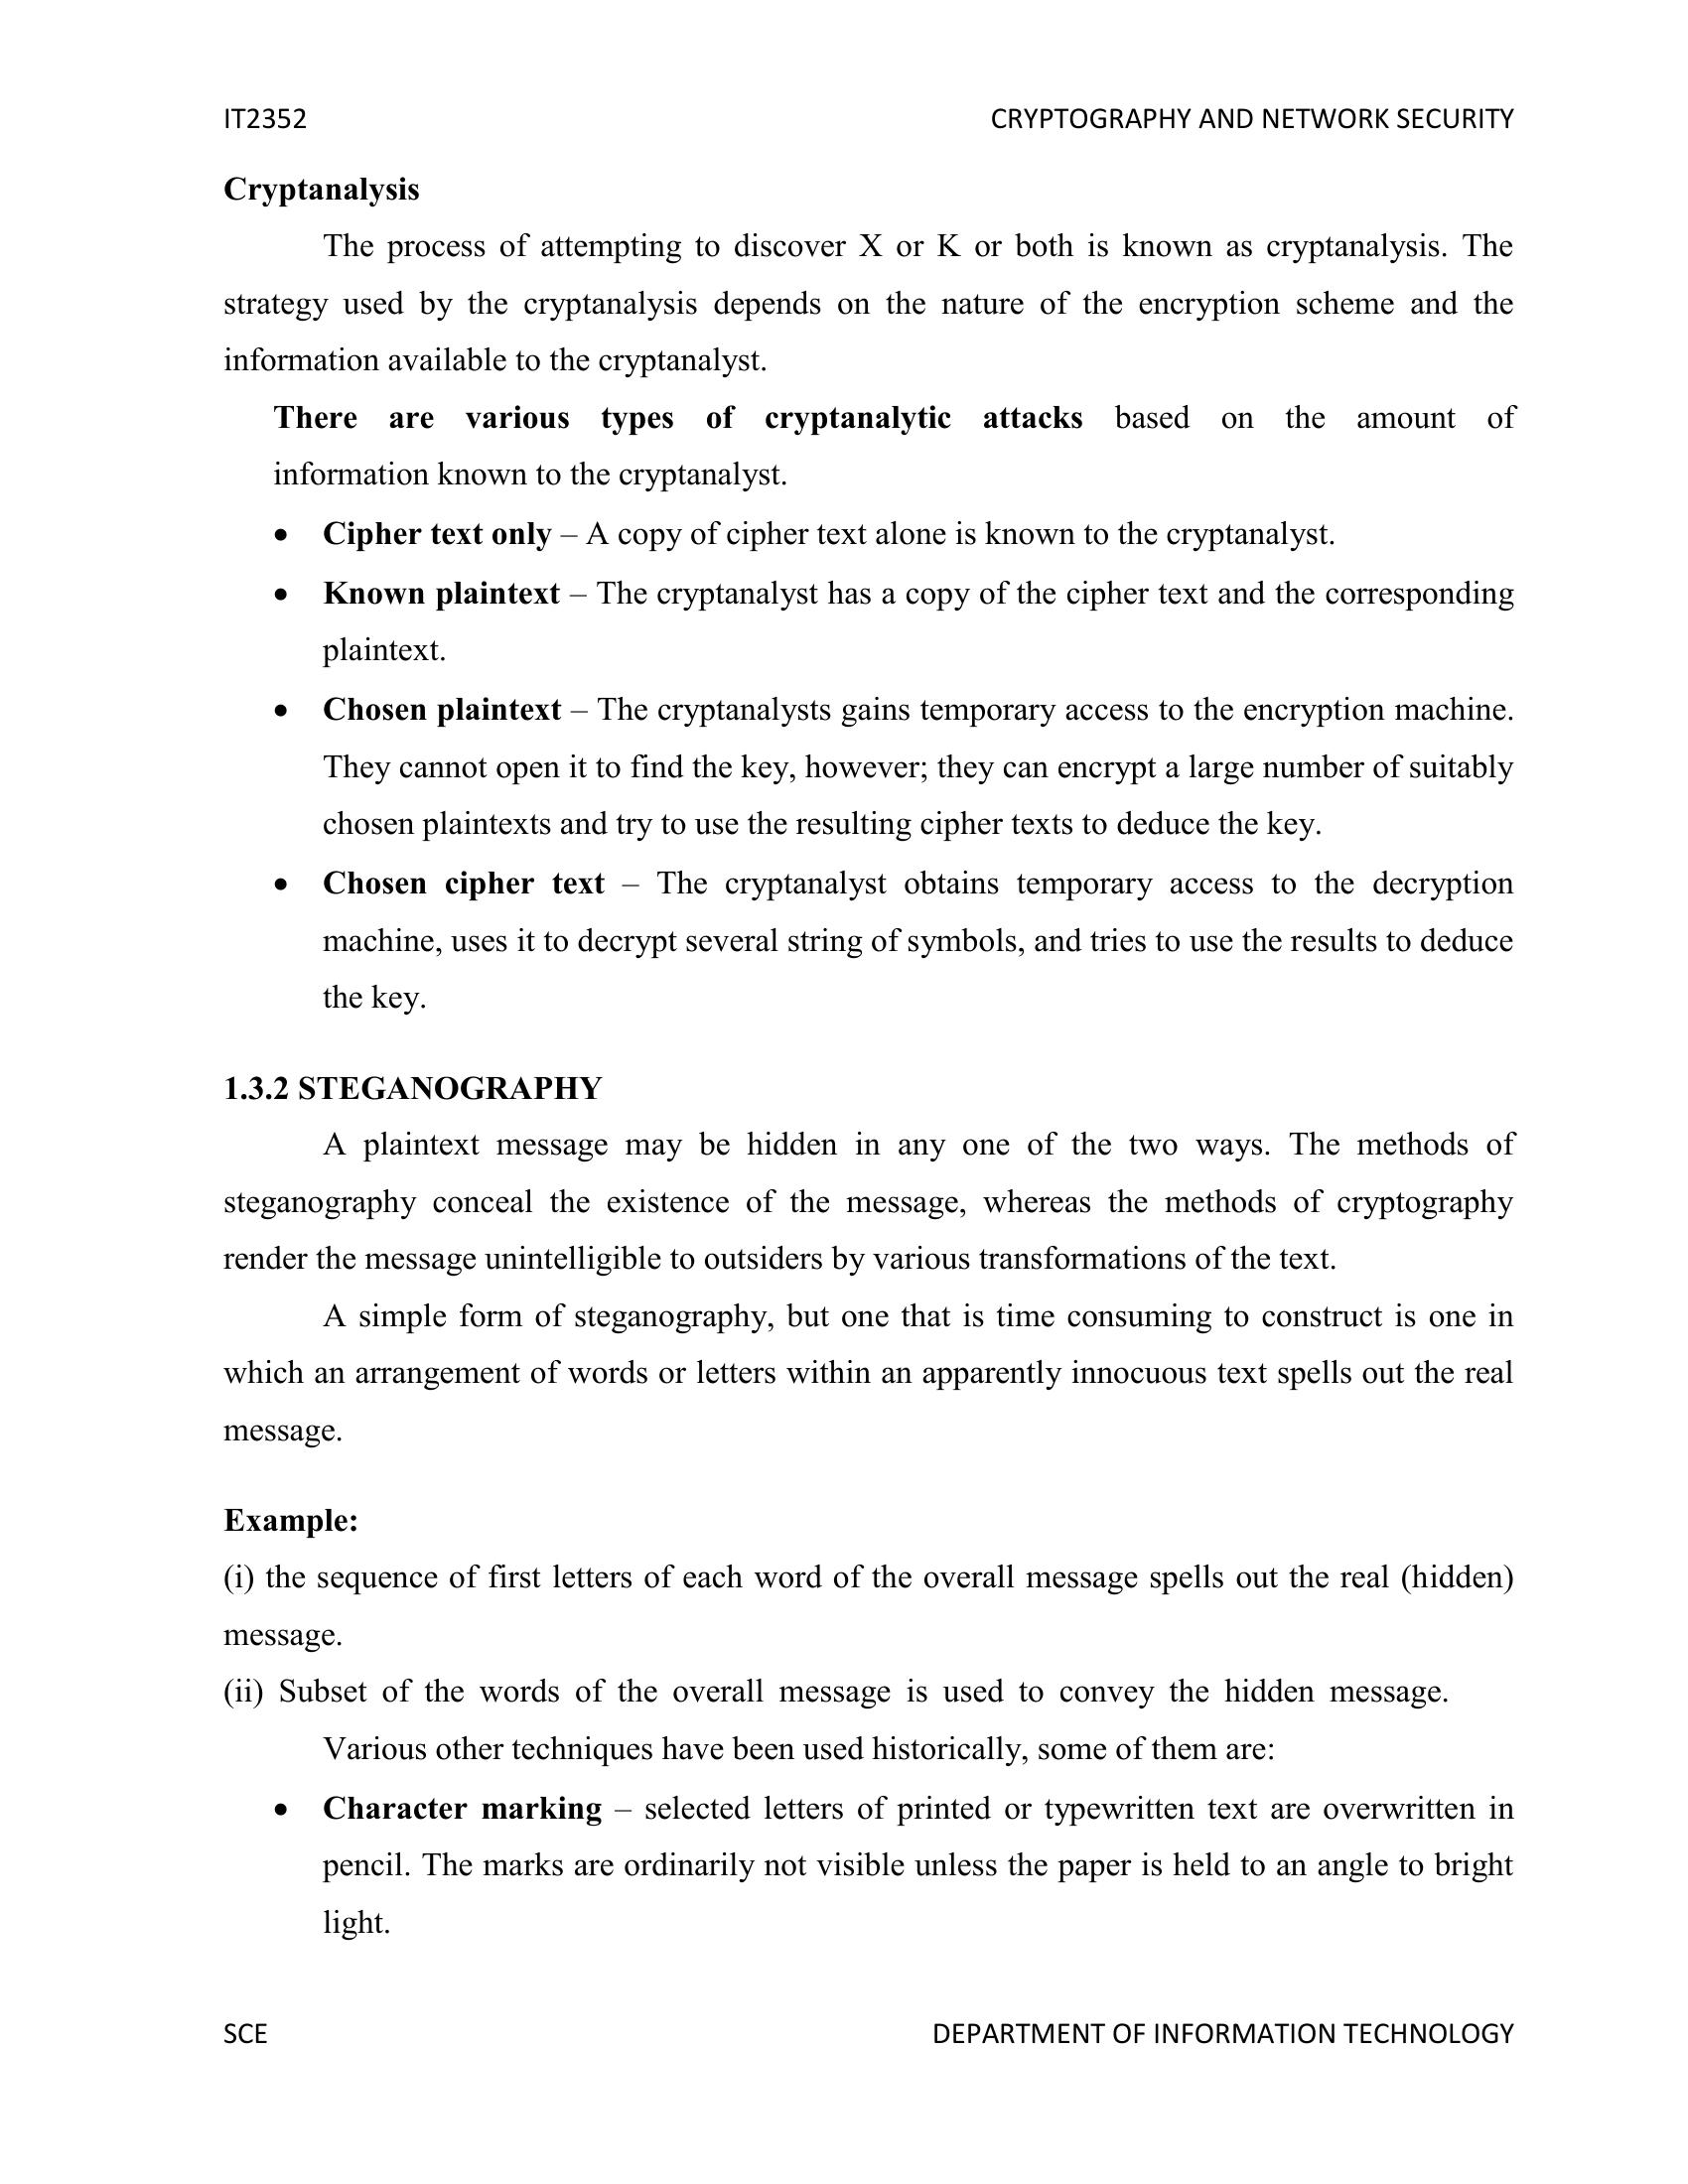 IT2352 CRYPTOGRAPHY AND NETWORK SECURITY
Cryptanalysis
The process of attempting to discover X or K or both is known as cryptanalysis. The
strategy used by the cryptanalysis depends on the nature of the encryption scheme and the
information available to the cryptanalyst.
There are various types of cryptanalytic attacks based on the amount of
information known to the cryptanalyst.
• Cipher text only – A copy of cipher text alone is known to the cryptanalyst.
• Known plaintext – The cryptanalyst has a copy of the cipher text and the corresponding
plaintext.
• Chosen plaintext – The cryptanalysts gains temporary access to the encryption machine.
They cannot open it to find the key, however; they can encrypt a large number of suitably
chosen plaintexts and try to use the resulting cipher texts to deduce the key.
• Chosen cipher text – The cryptanalyst obtains temporary access to the decryption
machine, uses it to decrypt several string of symbols, and tries to use the results to deduce
the key.
1.3.2 STEGANOGRAPHY
A plaintext message may be hidden in any one of the two ways. The methods of
steganography conceal the existence of the message, whereas the methods of cryptography
render the message unintelligible to outsiders by various transformations of the text.
A simple form of steganography, but one that is time consuming to construct is one in
which an arrangement of words or letters within an apparently innocuous text spells out the real
message.
Example:
(i) the sequence of first letters of each word of the overall message spells out the real (hidden)
message.
(ii) Subset of the words of the overall message is used to convey the hidden message.
Various other techniques have been used historically, some of them are:
• Character marking – selected letters of printed or typewritten text are overwritten in
pencil. The marks are ordinarily not visible unless the paper is held to an angle to bright
light.
SCE DEPARTMENT OF INFORMATION TECHNOLOGY